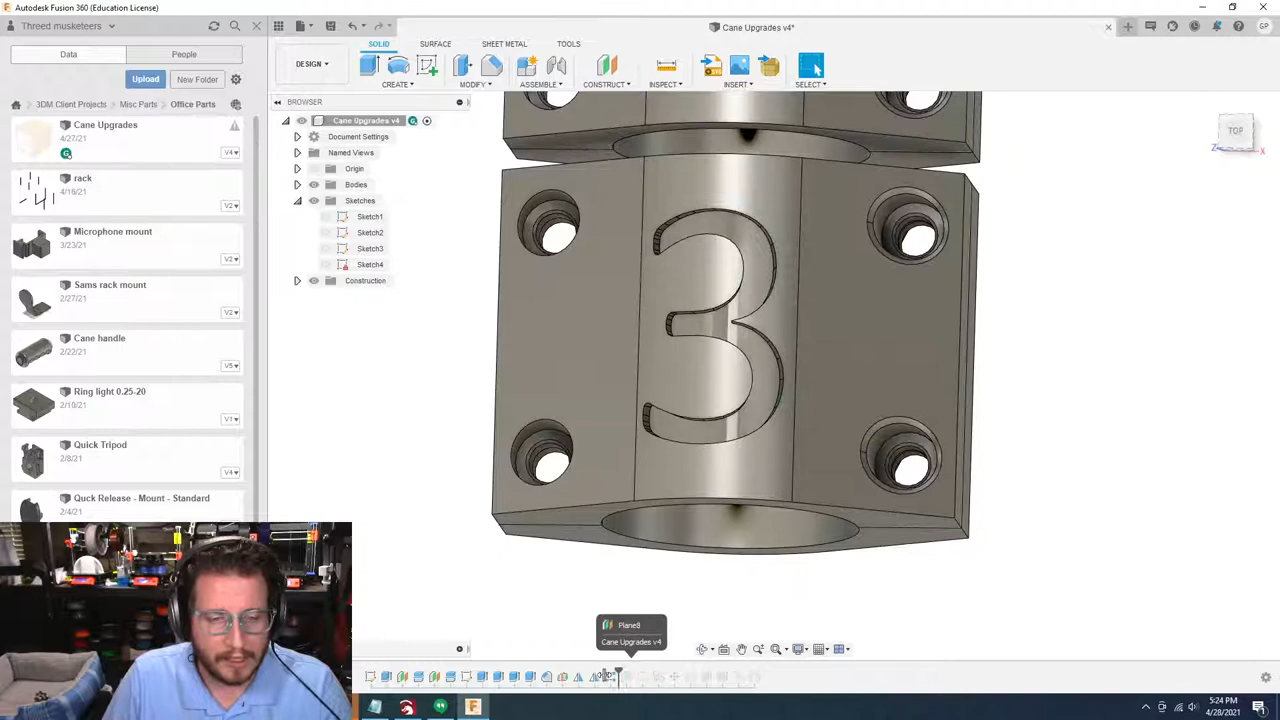 Autodesk Fusion 360 (Education License)
Threed musketeers
Cane Upgrades v4*
GP
Data
People
SOLID
SURFACE
SHEET METAL
TOOLS
Upload
New Folder
DESIGN
CREATE
MODIFY
ASSEMBLE
CONSTRUCT
INSPECT
INSERT
SELECT
3DM Client Projects
Misc Parts
Office Parts
BROWSER
Cane Upgrades
4/27/21
V4
rack
4/16/21
V2
Microphone mount
3/23/21
V2
Sams rack mount
2/27/21
V2
Cane handle
2/22/21
V5
Ring light 0.25-20
2/10/21
V1
Quick Tripod
2/8/21
V4
Quck Release - Mount - Standard
2/4/21
Cane Upgrades v4
Document Settings
Named Views
Origin
Bodies
Sketches
Sketch1
Sketch2
Sketch3
Sketch4
Construction
TOP
Z
X
3
Plane8
Cane Upgrades v4
5:24 PM
4/28/2021